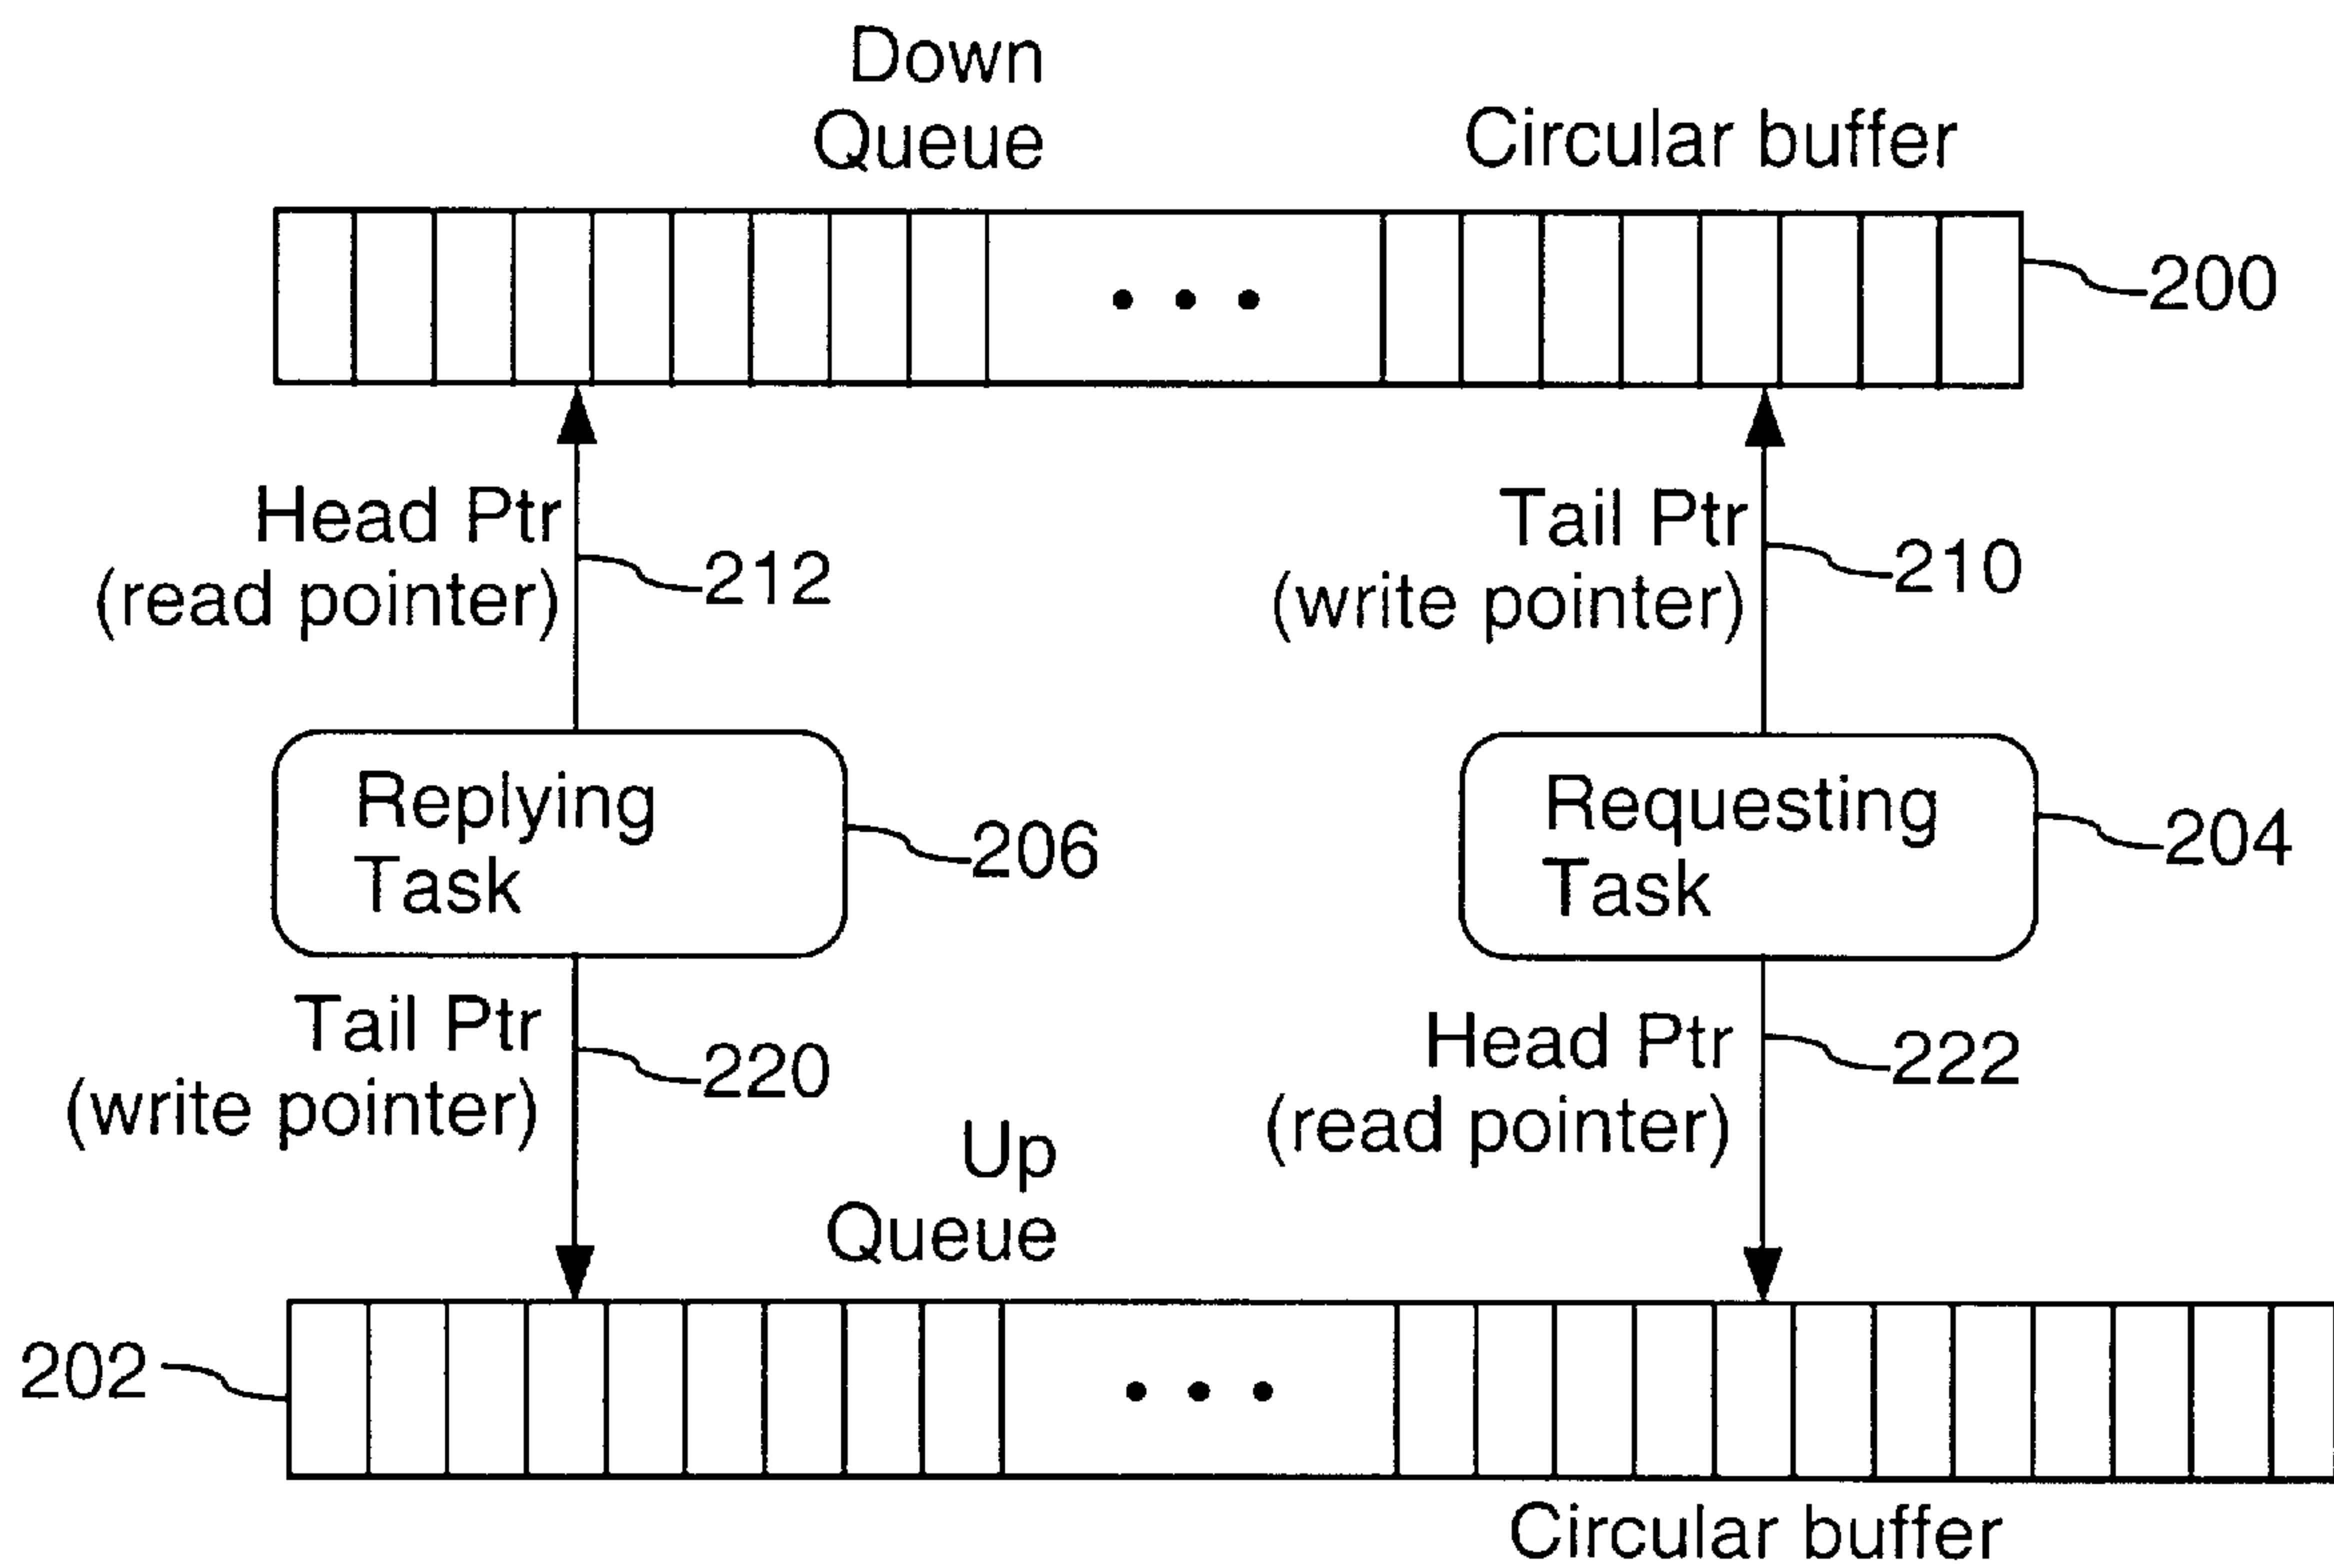 Down
Queue
Circular buffer
200
Head Ptr
(read pointer)
212
Tail Ptr
(write pointer)
210
Replying
Task
206
Requesting
Task
204
Tail Ptr
(write pointer)
220
Head Ptr
(read pointer)
222
Up
Queue
202
Circular buffer